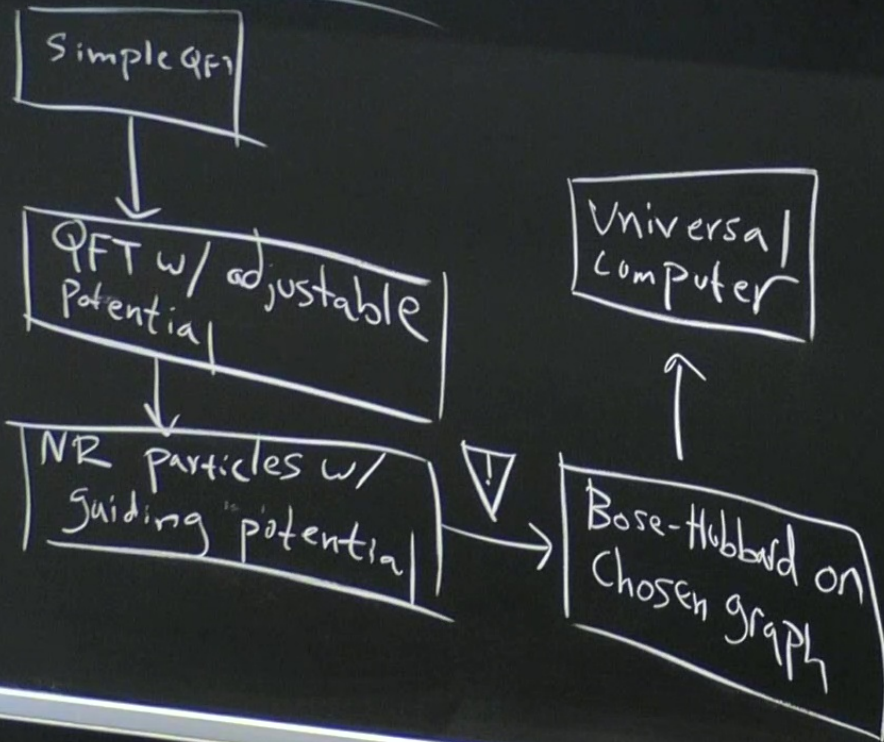 Simple QFT
QFT w/ adjustable
potential
NR particles w/
guiding potential
!
Bose-Hubbard on
Chosen graph
Universal
Computer